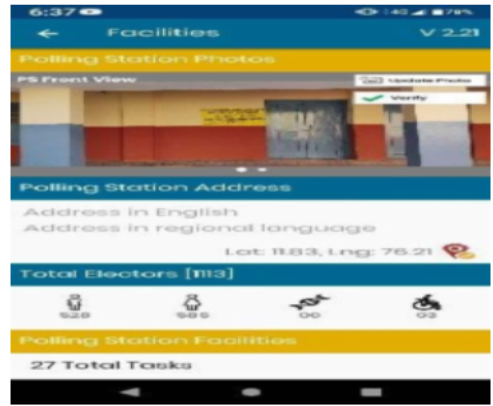 6:37
79%
Facilities V 2.21
Polling Station Photos
PS Front View Update Photo
Verify
Polling Station Address
Address in English
Address in regional language
Lat: 11.83, Lng: 76.21
Total Electors [1113]
528 585 00 03
Polling Station Facilities
27 Total Tasks